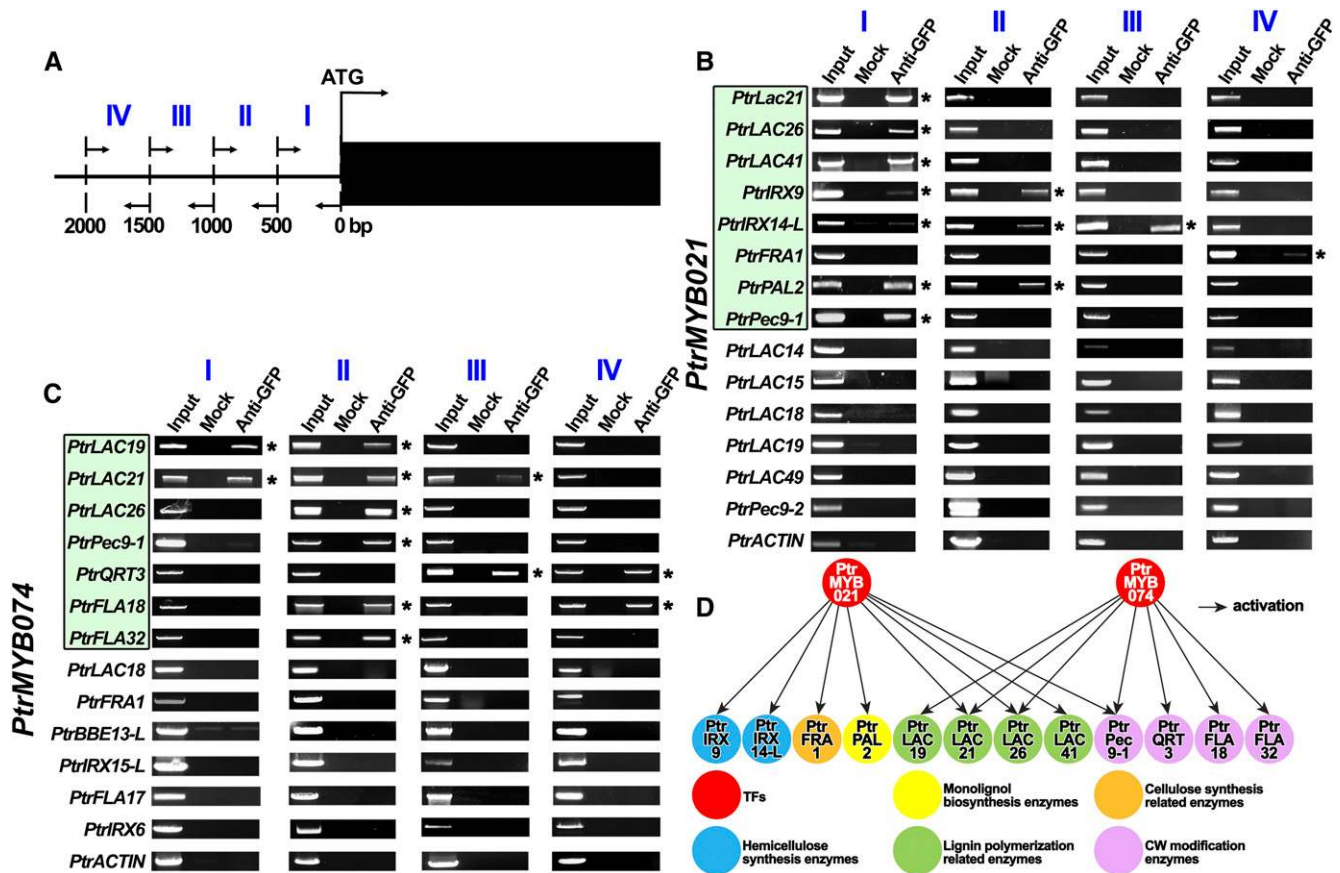 A
ATG
IV III II I
2000 1500 1000 500 0 bp
B
I II III IV
Input Mock Anti-GFP Input Mock Anti-GFP Input Mock Anti-GFP Input Mock Anti-GFP
PtrMYB021
PtrLac21 *
PtrLAC26 *
PtrLAC41 *
PtrIRX9 * *
PtrIRX14-L * * *
PtrFRA1 *
PtrPAL2 * *
PtrPec9-1 *
PtrLAC14
PtrLAC15
PtrLAC18
PtrLAC19
PtrLAC49
PtrPec9-2
PtrACTIN
C
I II III IV
Input Mock Anti-GFP Input Mock Anti-GFP Input Mock Anti-GFP Input Mock Anti-GFP
PtrMYB074
PtrLAC19 * *
PtrLAC21 * * *
PtrLAC26 *
PtrPec9-1 *
PtrQRT3 * *
PtrFLA18 * *
PtrFLA32 *
PtrLAC18
PtrFRA1
PtrBBE13-L
PtrIRX15-L
PtrFLA17
PtrIRX6
PtrACTIN
D
Ptr MYB 021
Ptr MYB 074
activation
Ptr IRX 9
Ptr IRX 14-L
Ptr FRA 1
Ptr PAL 2
Ptr LAC 19
Ptr LAC 21
Ptr LAC 26
Ptr LAC 41
Ptr Pec 9-1
Ptr QRT 3
Ptr FLA 18
Ptr FLA 32
TFs
Monolignol
biosynthesis enzymes
Cellulose synthesis
related enzymes
Hemicellulose
synthesis enzymes
Lignin polymerization
related enzymes
CW modification
enzymes